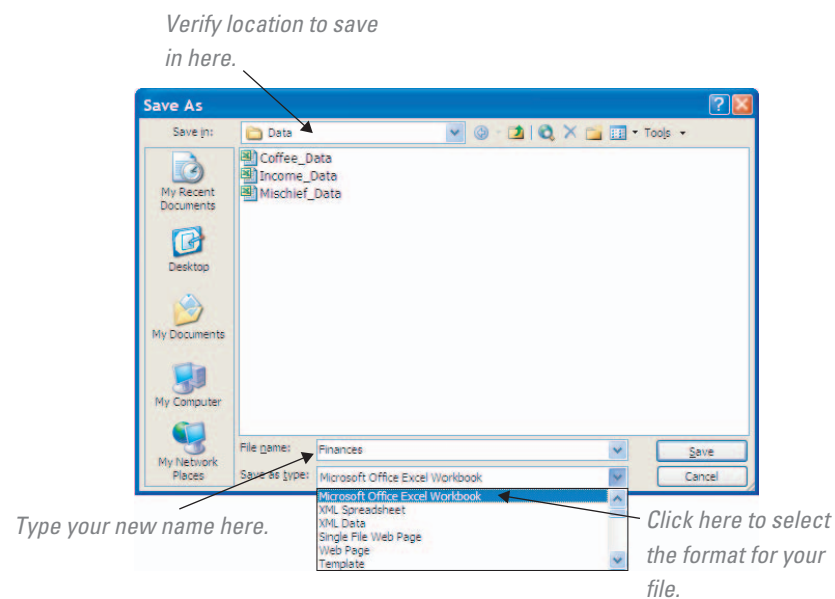 Verify location to save
in here.
Save As
Save in:
Data
Tools
Coffee_Data
Income_Data
Mischief_Data
My Recent
Documents
Desktop
My Documents
My Computer
My Network
Places
File name:
Finances
Save
Save as type:
Microsoft Office Excel Workbook
Cancel
Microsoft Office Excel Workbook
XML Spreadsheet
XML Data
Single File Web Page
Web Page
Template
Type your new name here.
Click here to select
the format for your
file.